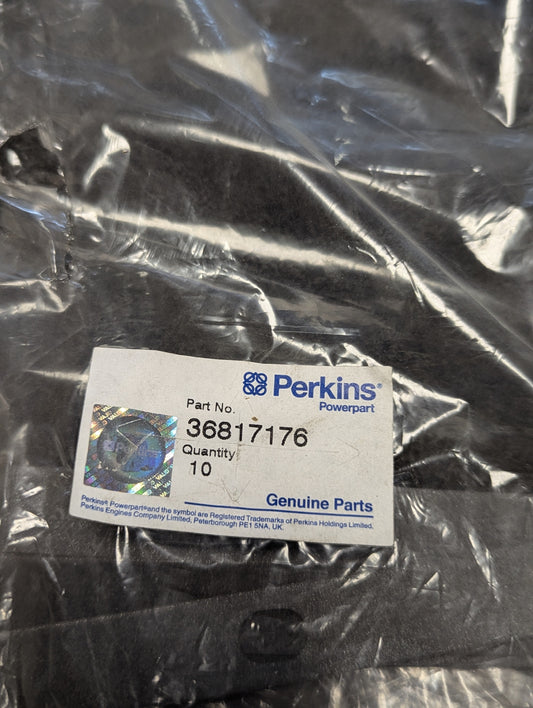 Perkins®
Powerpart
Part No.
36817176
Quantity
10
Genuine Parts
Perkins® Powerpart®and the symbol are Registered Trademarks of Perkins Holdings Limited,
Perkins Engines Company Limited, Peterborough PE1 5NA, UK.